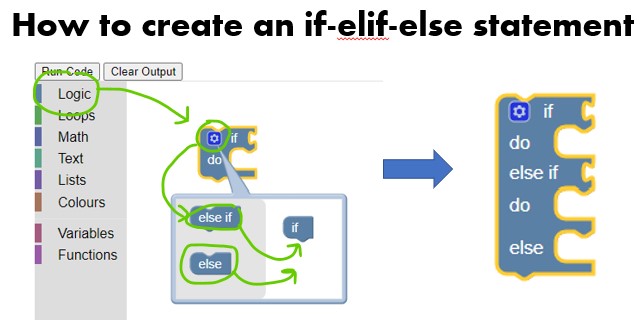 How to create an if-elif-else statement
Run Code Clear Output
Logic
Loops
Math
Text
Lists
Colours
Variables
Functions
if
do
else if
if
else
if
do
else if
do
else